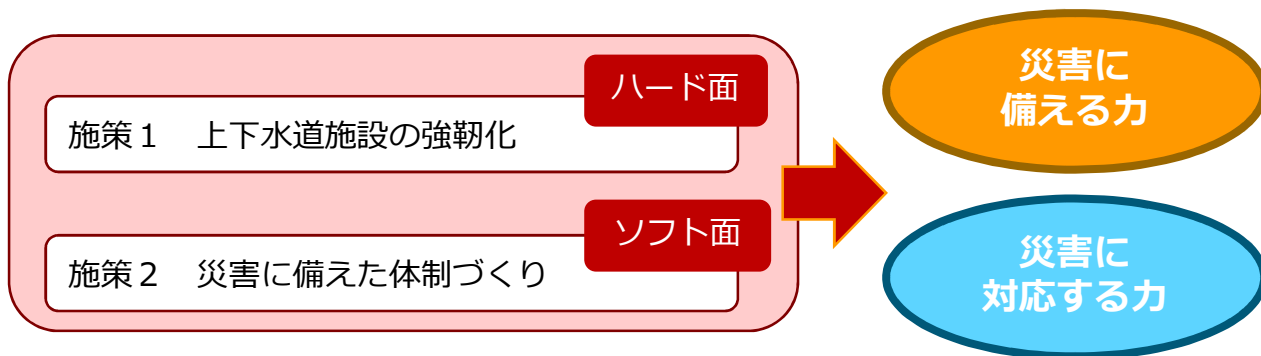 ハード面
施策１　上下水道施設の強靭化
ソフト面
施策２　災害に備えた体制づくり
災害に
備える力
災害に
対応する力